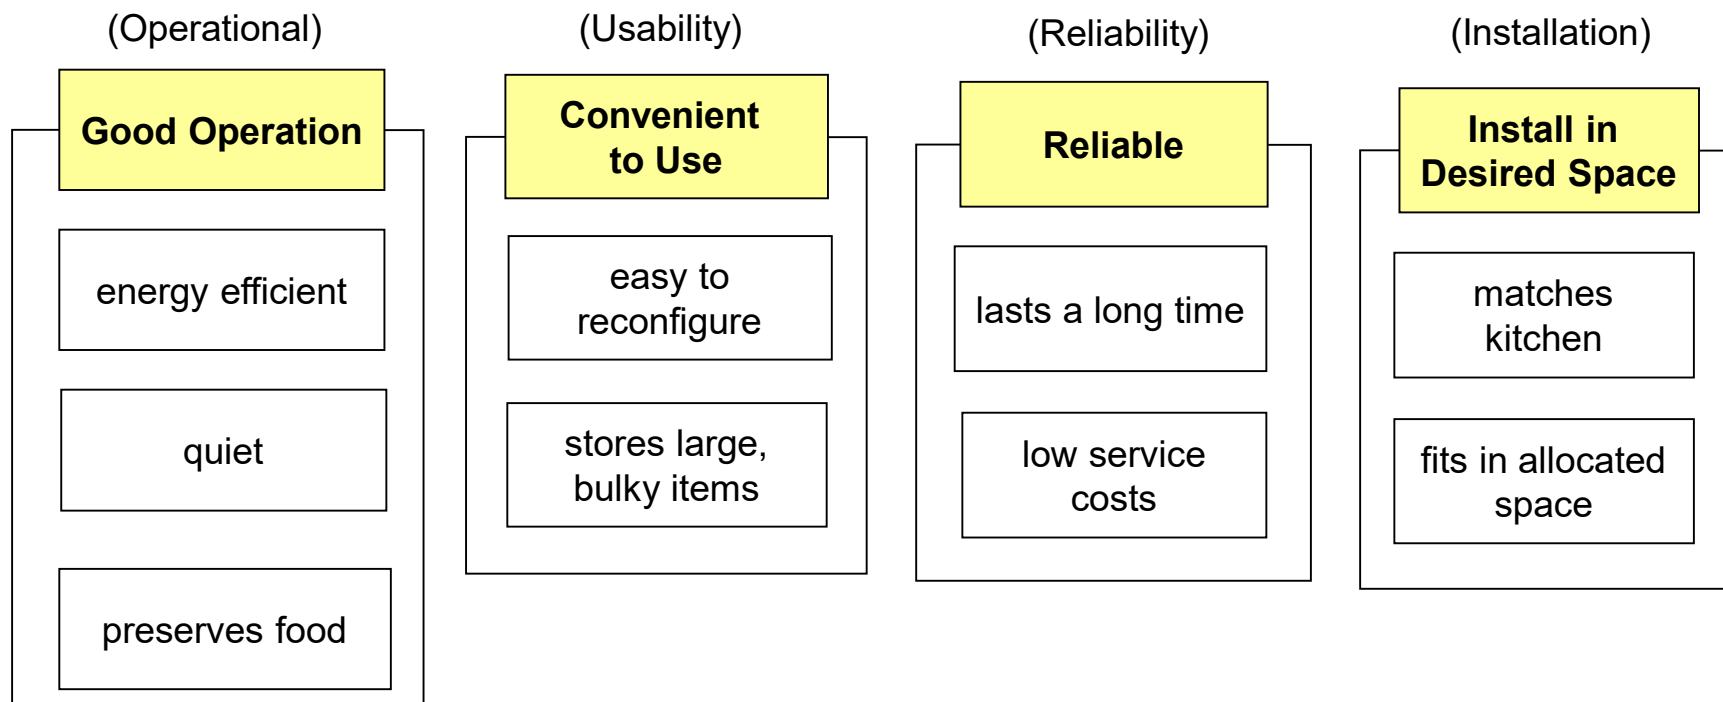 (Operational)
Good Operation
energy efficient
quiet
preserves food
(Usability)
Convenient
to Use
easy to
reconfigure
stores large,
bulky items
(Reliability)
Reliable
lasts a long time
low service
costs
(Installation)
Install in
Desired Space
matches
kitchen
fits in allocated
space